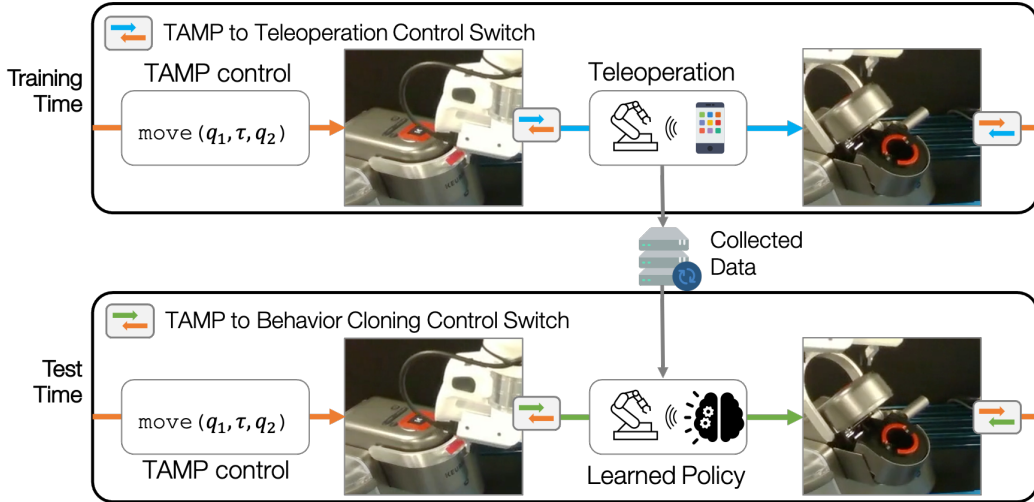 TAMP to Teleoperation Control Switch
Training
Time
TAMP control
move(q₁,τ,q₂)
Teleoperation
Collected
Data
TAMP to Behavior Cloning Control Switch
Test
Time
move(q₁,τ,q₂)
TAMP control
Learned Policy